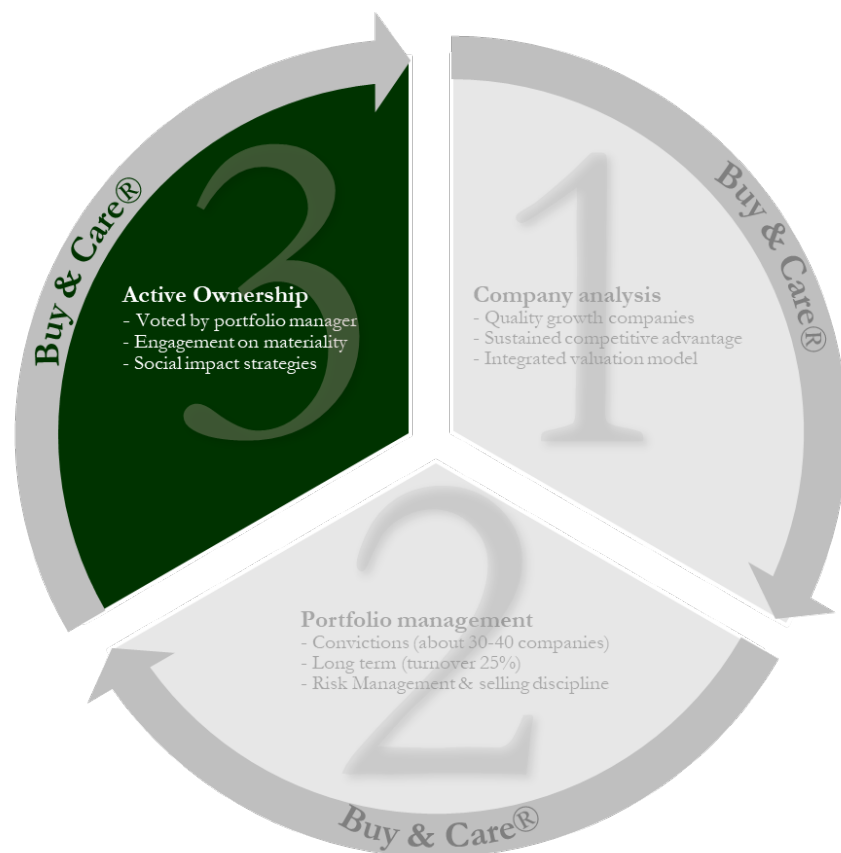 Buy & Care®
3
Active Ownership
- Voted by portfolio manager
- Engagement on materiality
- Social impact strategies
Buy & Care®
1
Company analysis
- Quality growth companies
- Sustained competitive advantage
- Integrated valuation model
2
Portfolio management
- Convictions (about 30-40 companies)
- Long term (turnover 25%)
- Risk Management & selling discipline
Buy & Care®